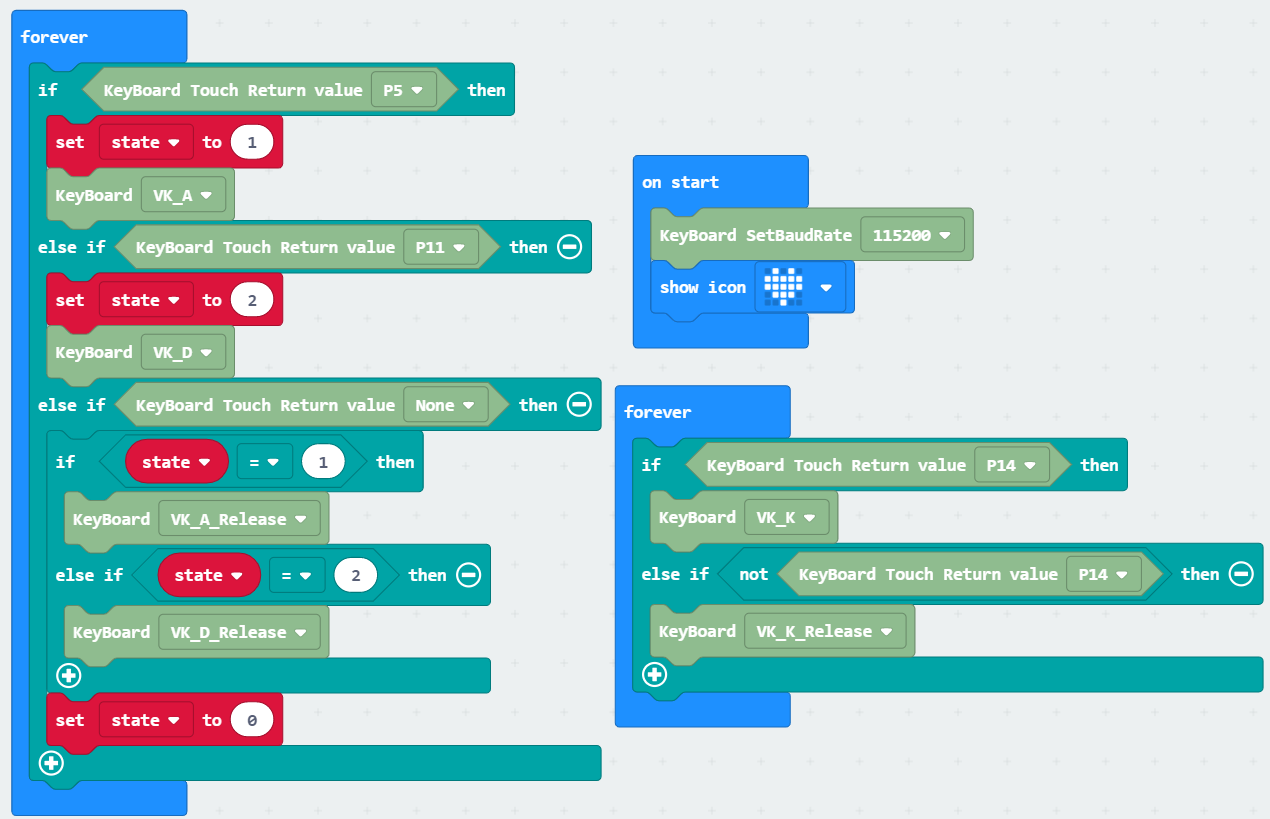 forever
if KeyBoard Touch Return value P5 then
set state to 1
KeyBoard VK_A
else if KeyBoard Touch Return value P11 then
set state to 2
KeyBoard VK_D
else if KeyBoard Touch Return value None then
if state = 1 then
KeyBoard VK_A_Release
else if state = 2 then
KeyBoard VK_D_Release
set state to 0
on start
KeyBoard SetBaudRate 115200
show icon
forever
if KeyBoard Touch Return value P14 then
KeyBoard VK_K
else if not KeyBoard Touch Return value P14 then
KeyBoard VK_K_Release